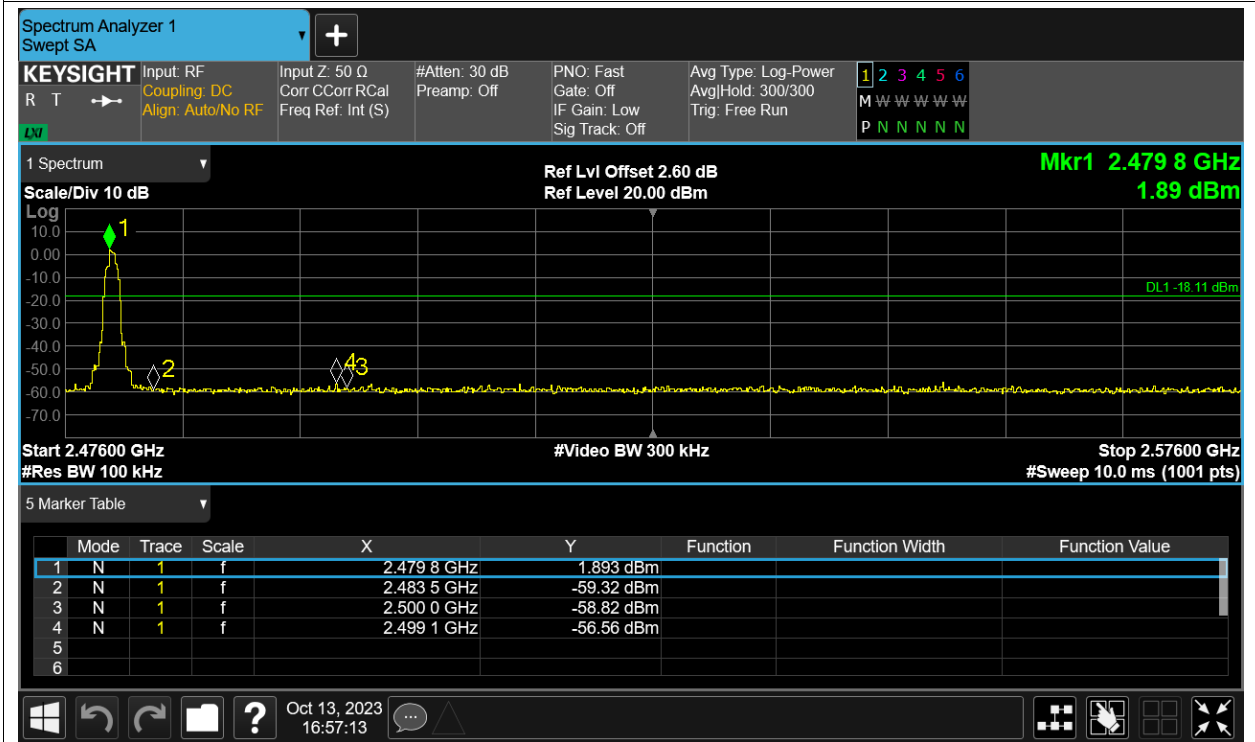 Spectrum Analyzer 1
Swept SA
+
KEYSIGHT
R T
LXI
Input: RF
Coupling: DC
Align: Auto/No RF
Input Z: 50 Ω
Corr CCorr RCal
Freq Ref: Int (S)
#Atten: 30 dB
Preamp: Off
PNO: Fast
Gate: Off
IF Gain: Low
Sig Track: Off
Avg Type: Log-Power
Avg|Hold: 300/300
Trig: Free Run
1 2 3 4 5 6
M W W W W W
P N N N N N
1 Spectrum
Scale/Div 10 dB
Ref Lvl Offset 2.60 dB
Ref Level 20.00 dBm
Mkr1 2.479 8 GHz
1.89 dBm
Log
10.0
0.00
-10.0
-20.0
-30.0
-40.0
-50.0
-60.0
-70.0
1
2
4
3
DL1 -18.11 dBm
Start 2.47600 GHz
#Video BW 300 kHz
Stop 2.57600 GHz
#Res BW 100 kHz
#Sweep 10.0 ms (1001 pts)
5 Marker Table
Mode Trace Scale X Y Function Function Width Function Value
1 N 1 f 2.479 8 GHz 1.893 dBm
2 N 1 f 2.483 5 GHz -59.32 dBm
3 N 1 f 2.500 0 GHz -58.82 dBm
4 N 1 f 2.499 1 GHz -56.56 dBm
5
6
?
Oct 13, 2023
16:57:13